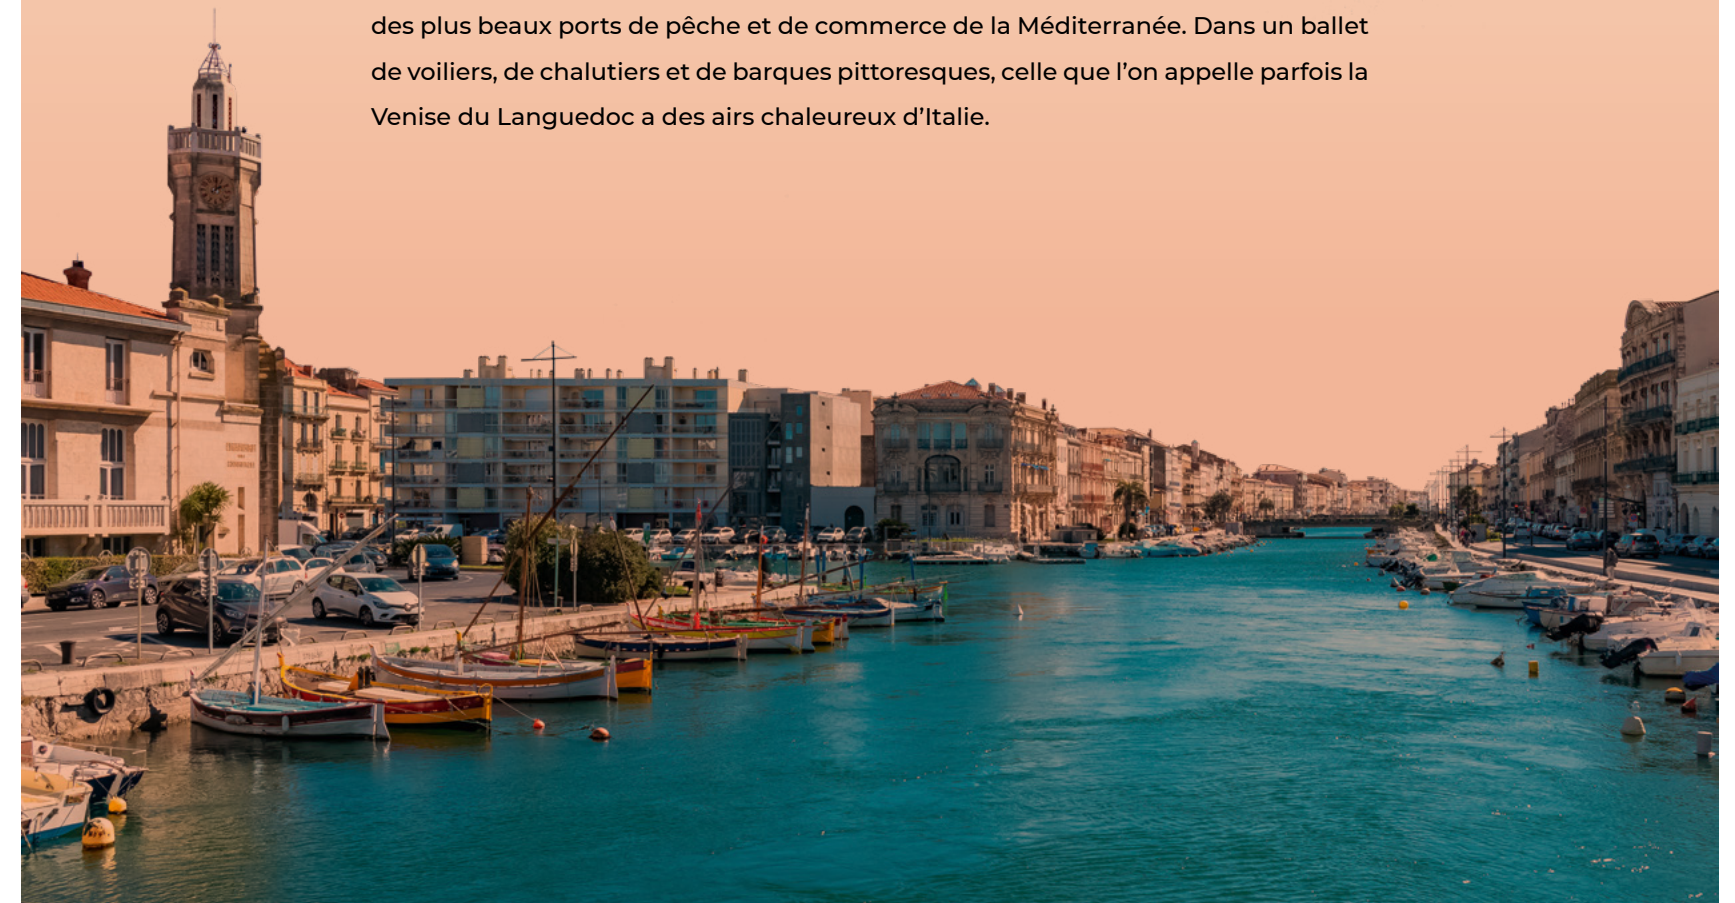 des plus beaux ports de pêche et de commerce de la Méditerranée. Dans un ballet
de voiliers, de chalutiers et de barques pittoresques, celle que l’on appelle parfois la
Venise du Languedoc a des airs chaleureux d’Italie.